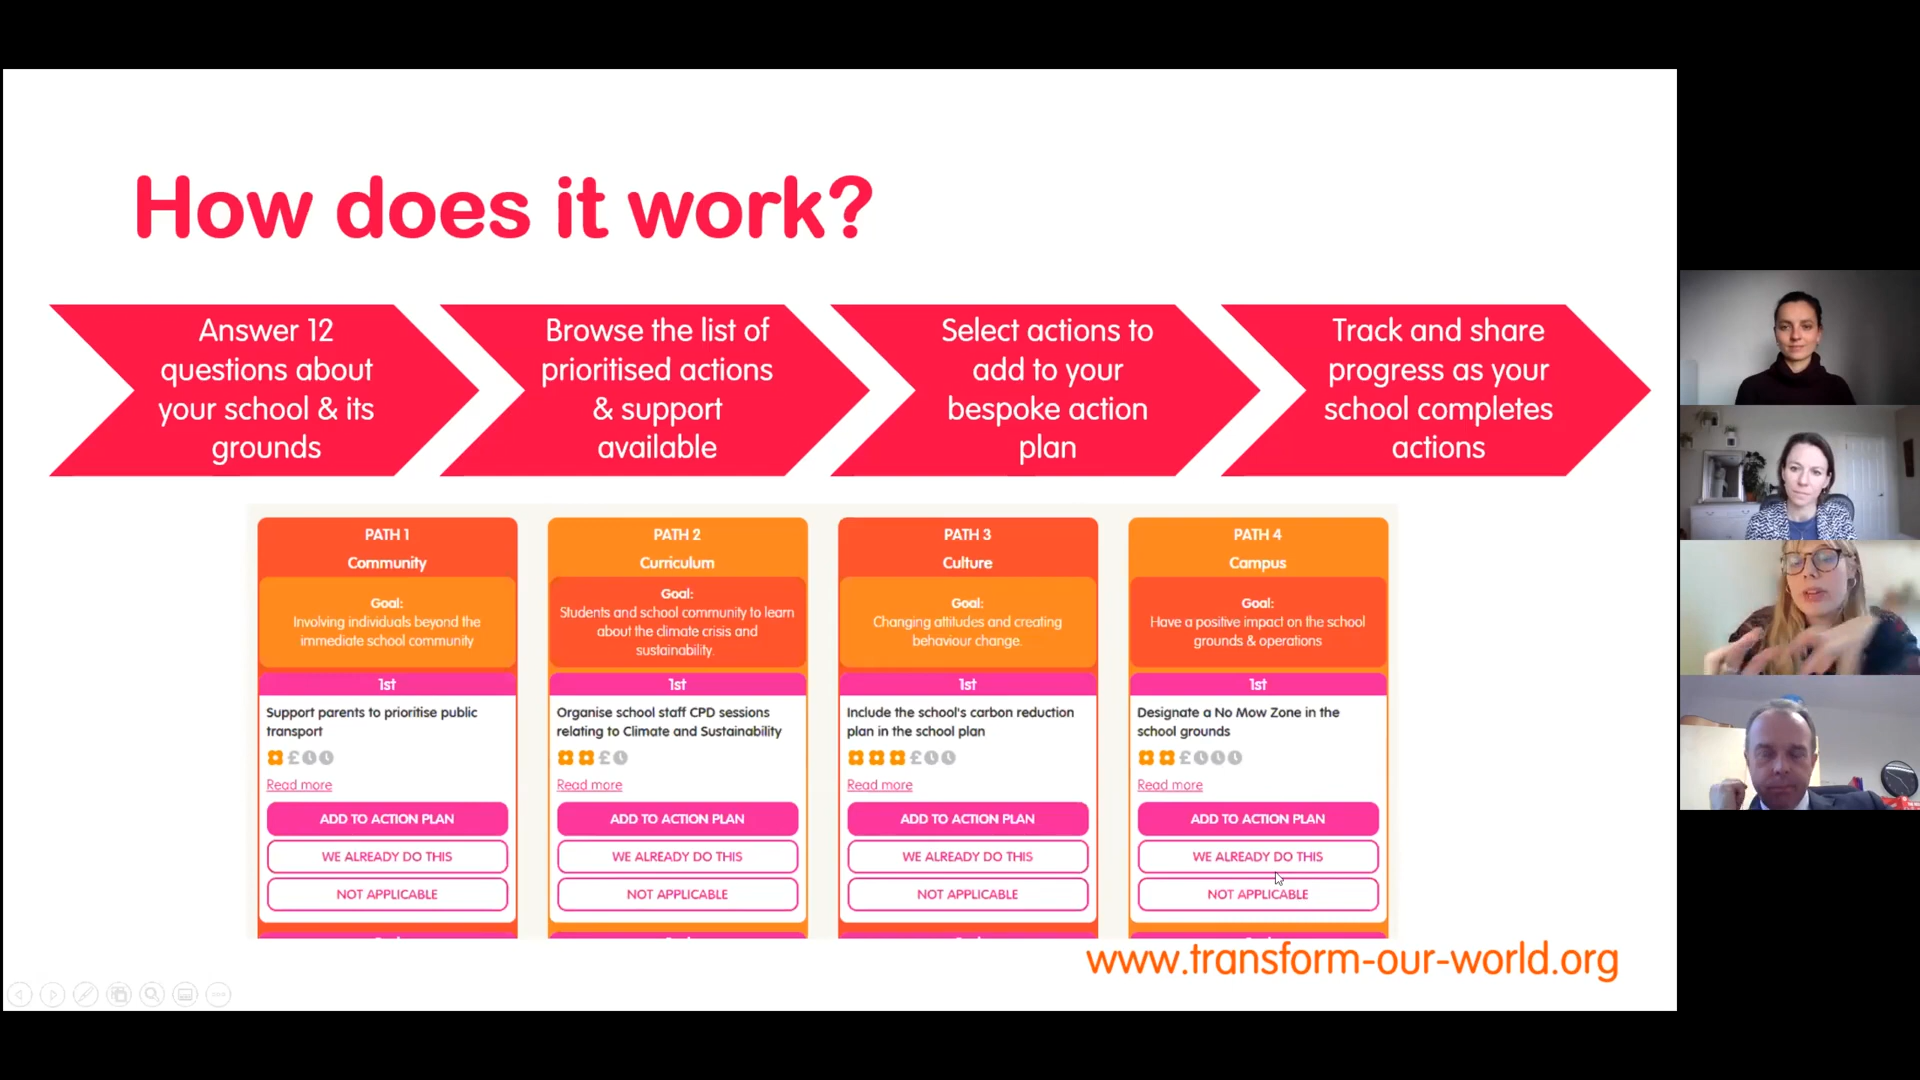 How does it work?
Answer 12
questions about
your school & its
grounds
Browse the list of
prioritised actions
& support
available
Select actions to
add to your
bespoke action
plan
Track and share
progress as your
school completes
actions
PATH 1
Community
Goal:
Involving individuals beyond the
immediate school community
1st
Support parents to prioritise public
transport
£
Read more
ADD TO ACTION PLAN
WE ALREADY DO THIS
NOT APPLICABLE
PATH 2
Curriculum
Goal:
Students and school community to learn
about the climate crisis and
sustainability.
1st
Organise school staff CPD sessions
relating to Climate and Sustainability
£
Read more
ADD TO ACTION PLAN
WE ALREADY DO THIS
NOT APPLICABLE
PATH 3
Culture
Goal:
Changing attitudes and creating
behaviour change.
1st
Include the school's carbon reduction
plan in the school plan
£
Read more
ADD TO ACTION PLAN
WE ALREADY DO THIS
NOT APPLICABLE
PATH 4
Campus
Goal:
Have a positive impact on the school
grounds & operations
1st
Designate a No Mow Zone in the
school grounds
£
Read more
ADD TO ACTION PLAN
WE ALREADY DO THIS
NOT APPLICABLE
www.transform-our-world.org